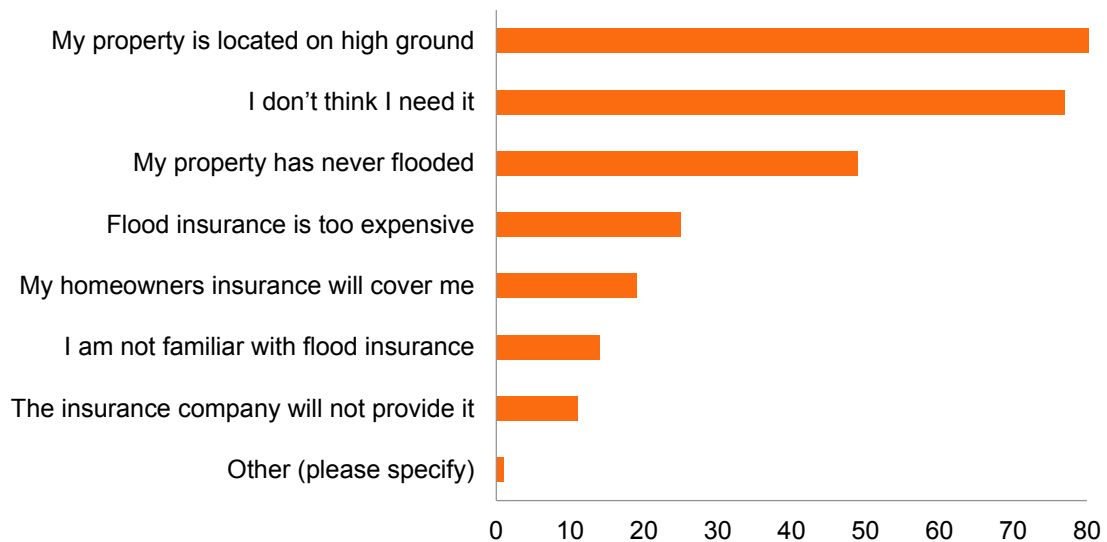 My property is located on high ground
I don’t think I need it
My property has never flooded
Flood insurance is too expensive
My homeowners insurance will cover me
I am not familiar with flood insurance
The insurance company will not provide it
Other (please specify)
0 10 20 30 40 50 60 70 80